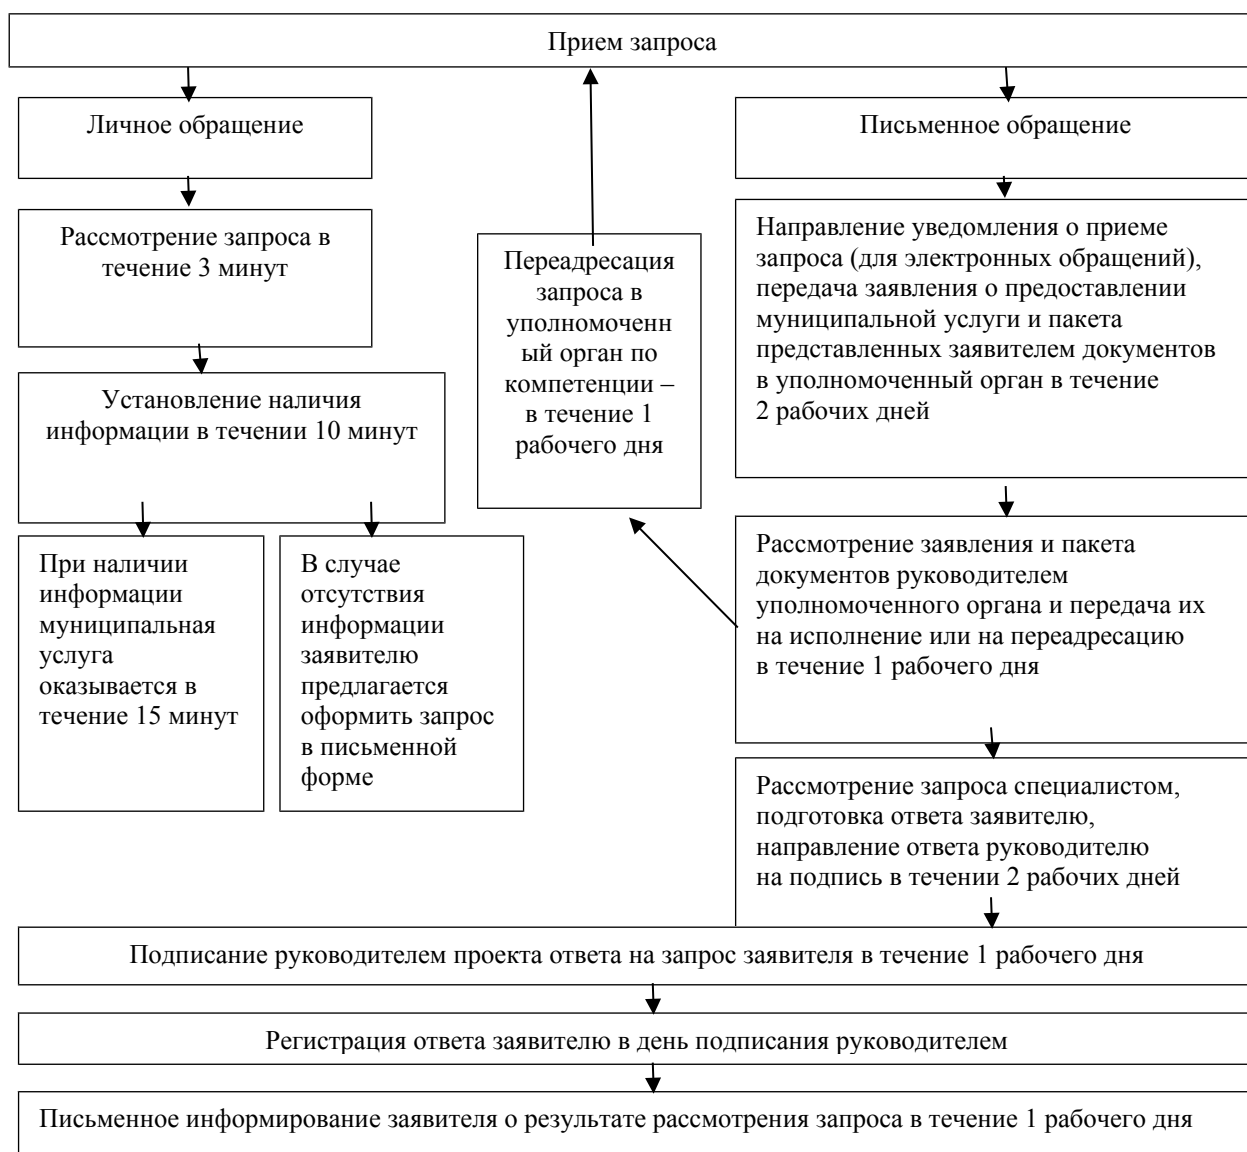 Прием запроса
Личное обращение
Письменное обращение
Рассмотрение запроса в
течение 3 минут
Переадресация
запроса в
уполномоченн
ый орган по
компетенции –
в течение 1
рабочего дня
Направление уведомления о приеме
запроса (для электронных обращений),
передача заявления о предоставлении
муниципальной услуги и пакета
представленных заявителем документов
в уполномоченный орган в течение
2 рабочих дней
Установление наличия
информации в течении 10 минут
При наличии
информации
муниципальная
услуга
оказывается в
течение 15 минут
В случае
отсутствия
информации
заявителю
предлагается
оформить запрос
в письменной
форме
Рассмотрение заявления и пакета
документов руководителем
уполномоченного органа и передача их
на исполнение или на переадресацию
в течение 1 рабочего дня
Рассмотрение запроса специалистом,
подготовка ответа заявителю,
направление ответа руководителю
на подпись в течении 2 рабочих дней
Подписание руководителем проекта ответа на запрос заявителя в течение 1 рабочего дня
Регистрация ответа заявителю в день подписания руководителем
Письменное информирование заявителя о результате рассмотрения запроса в течение 1 рабочего дня